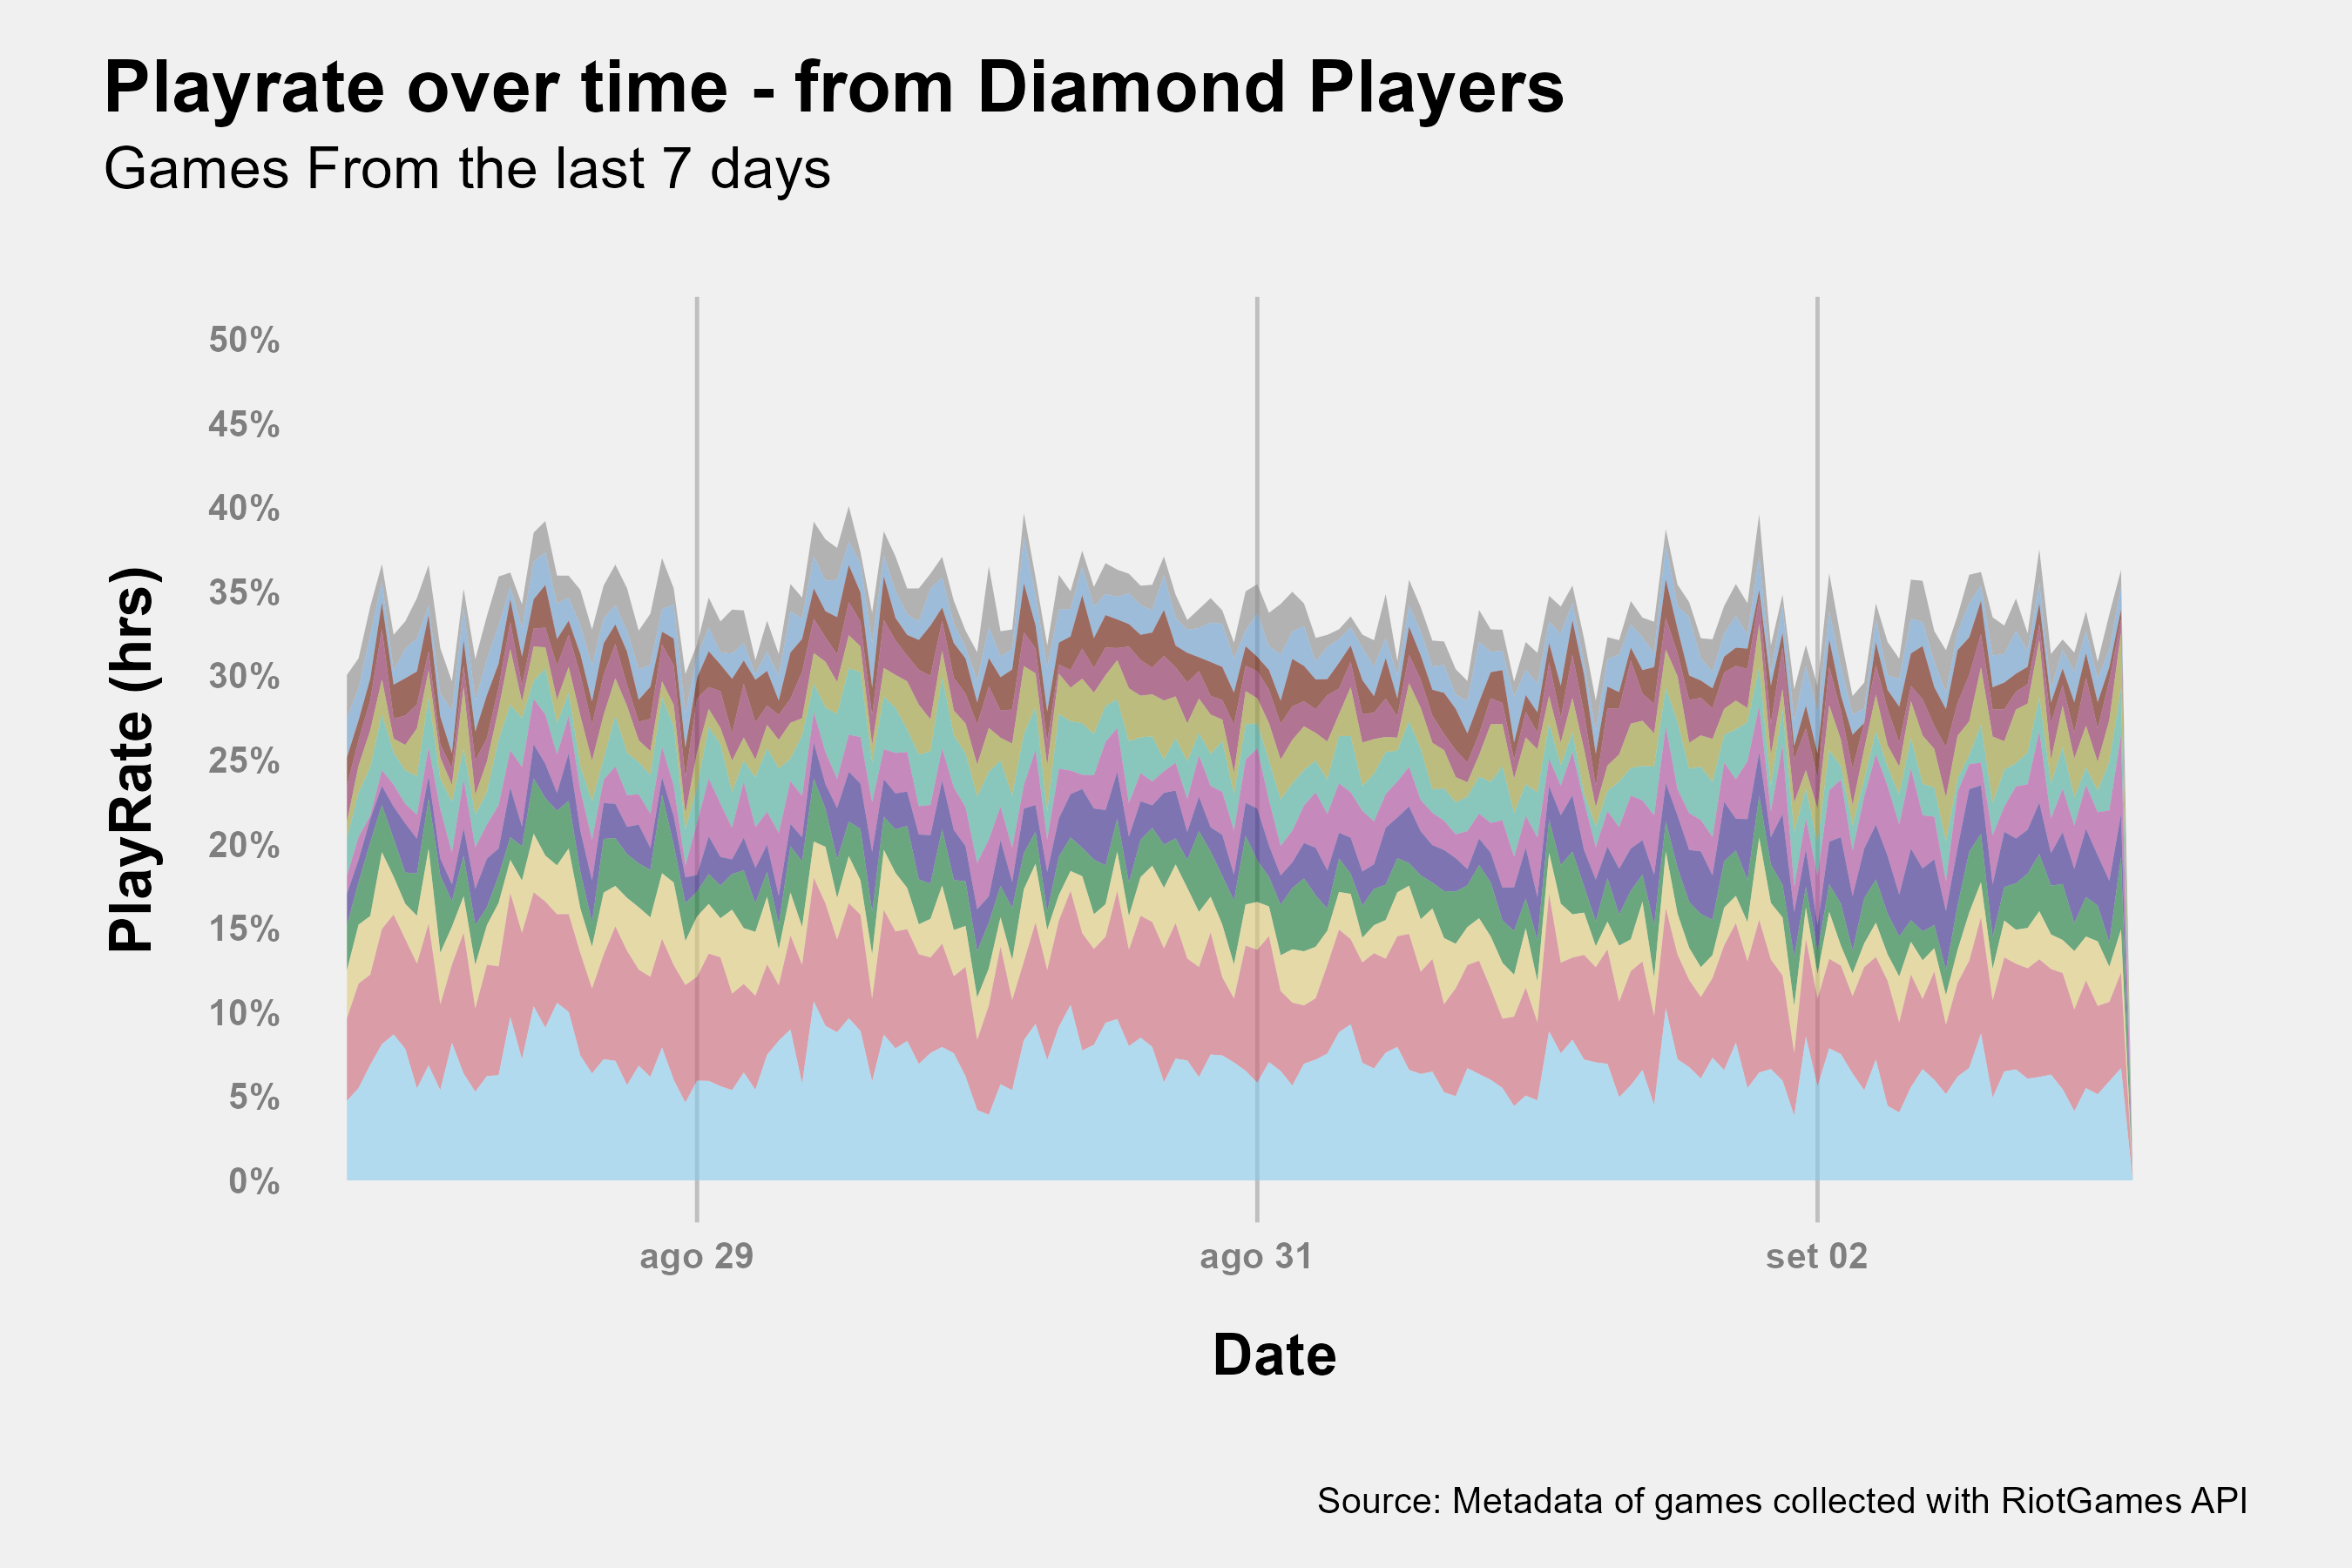 Playrate over time - from Diamond Players
Games From the last 7 days
PlayRate (hrs)
50%
45%
40%
35%
30%
25%
20%
15%
10%
5%
0%
ago 29
ago 31
set 02
Date
Source: Metadata of games collected with RiotGames API